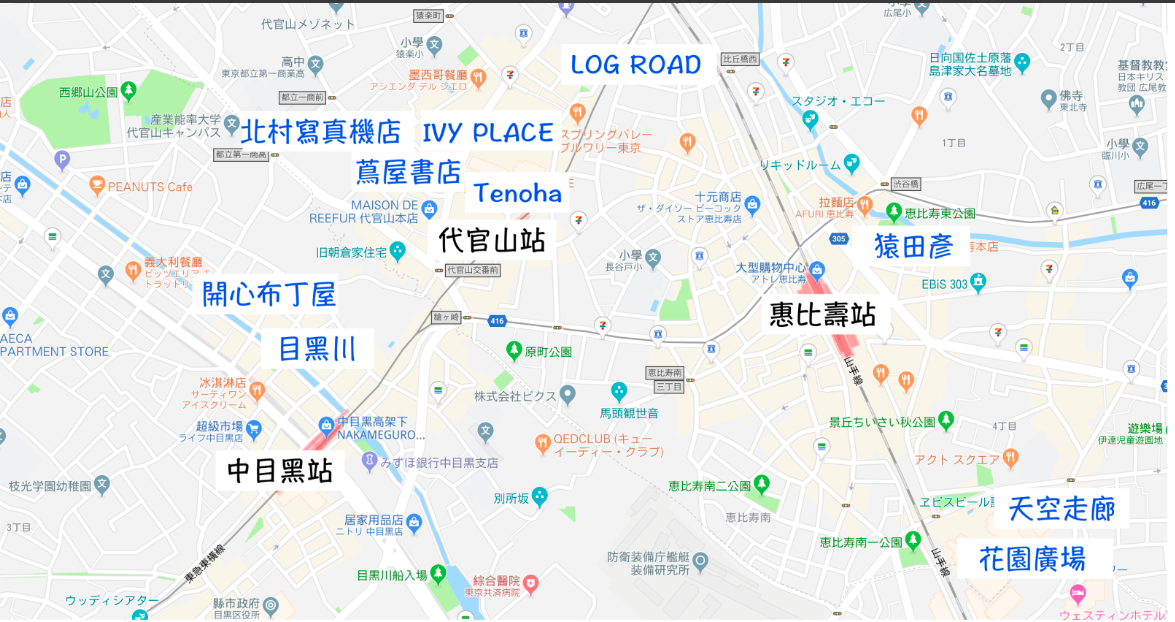 代官山メゾネット
猿楽町
広尾小
小學
猿楽小
LOG ROAD
比丘橋西
2丁目
高中
東京都立第一商業高
墨西哥餐廳
アシエンダ デル シエロ
日向国佐土原藩
島津家大名墓地
基督教教
日本キリス
教団 広尾教
西郷山公園
都立一商前
佛寺
東北寺
スタジオ・エコー
産業能率大学
代官山キャンパス
北村寫真機店
IVY PLACE
スプリングバレー
ブルワリー東京
都立第一商業高
1丁目
小學
臨川小
蔦屋書店
リキッドルーム
PEANUTS Cafe
Tenoha
渋谷橋
広尾一丁
416
MAISON DE
REEFUR 代官山本店
十元商店
ザ・ダイソー ピーコック
ストア恵比寿店
拉麵店
AFURI 恵比寿
恵比寿東公園
旧朝倉家住宅
代官山站
305
猿田彥
寿本店
小學
長谷戸小
義大利餐廳
ピッツェリア エ
トラットリ
代官山交番前
大型購物中心
アトレ恵比寿
EBiS 303
開心布丁屋
惠比壽站
槍ヶ崎
416
AECA
PARTMENT STORE
目黑川
原町公園
恵比寿南
三丁目
山手線
冰淇淋店
サーティワン
アイスクリーム
株式会社ビクス
馬頭観世音
超級市場
ライフ中目黒店
中目黒高架下
NAKAMEGURO...
景丘ちいさい秋公園
4丁目
遊樂場
伊達児童遊園地
QEDCLUB (キュー
イーディー・クラブ)
アクト スクエア
中目黑站
みずほ銀行中目黒支店
枝光学園幼稚園
別所坂
恵比寿南二公園
ヱビスビール記
天空走廊
3丁目
居家用品店
ニトリ 中目黒店
恵比寿南
恵比寿南一公園
花園廣場
東急東横線
防衛装備庁艦艇
装備研究所
山手線
目黒川船入場
綜合醫院
東京共済病院
ウッディシアター
縣市政府
目黒区役所
ウェスティンホテル